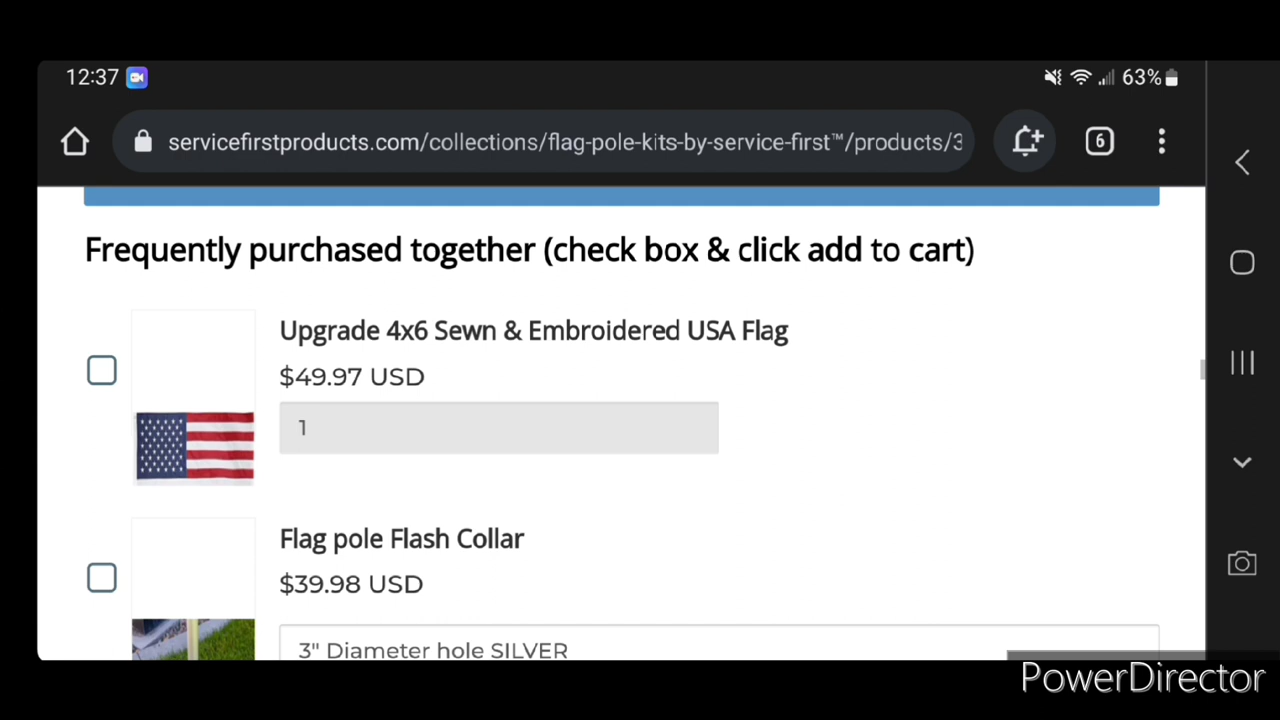 12:37
63%
servicefirstproducts.com/collections/flag-pole-kits-by-service-first™/products/3
6
Frequently purchased together (check box & click add to cart)
Upgrade 4x6 Sewn & Embroidered USA Flag
$49.97 USD
1
Flag pole Flash Collar
$39.98 USD
3" Diameter hole SILVER
PowerDirector